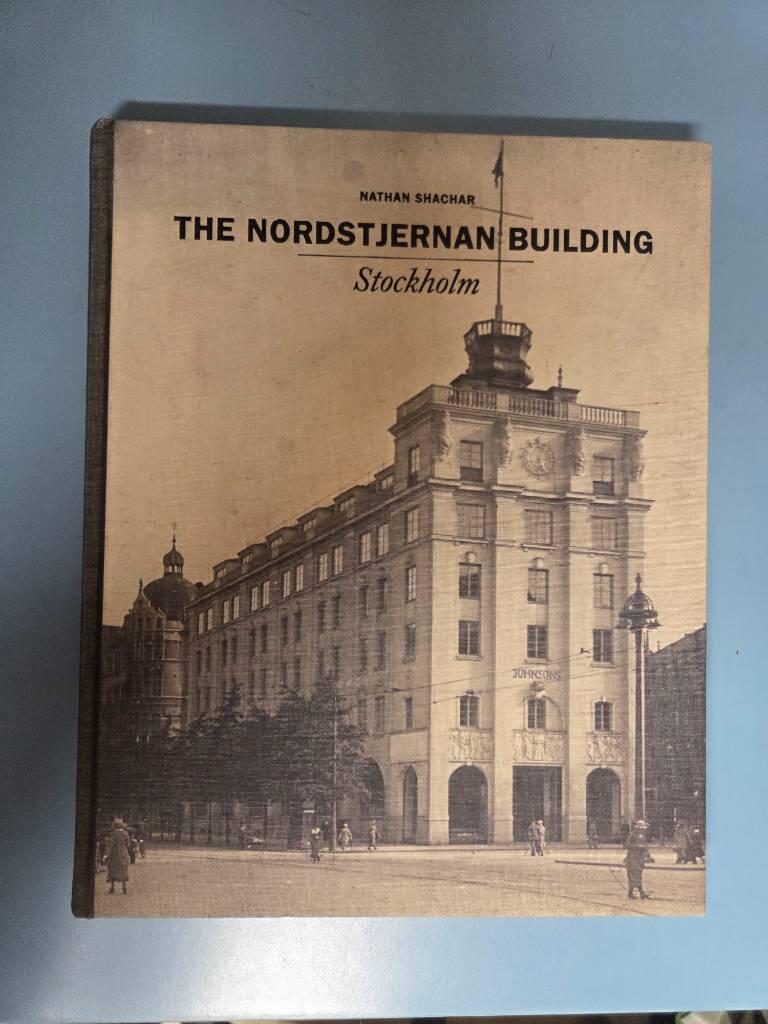 NATHAN SHACHAR
THE NORDSTJERNAN BUILDING
Stockholm
JOHNSONS